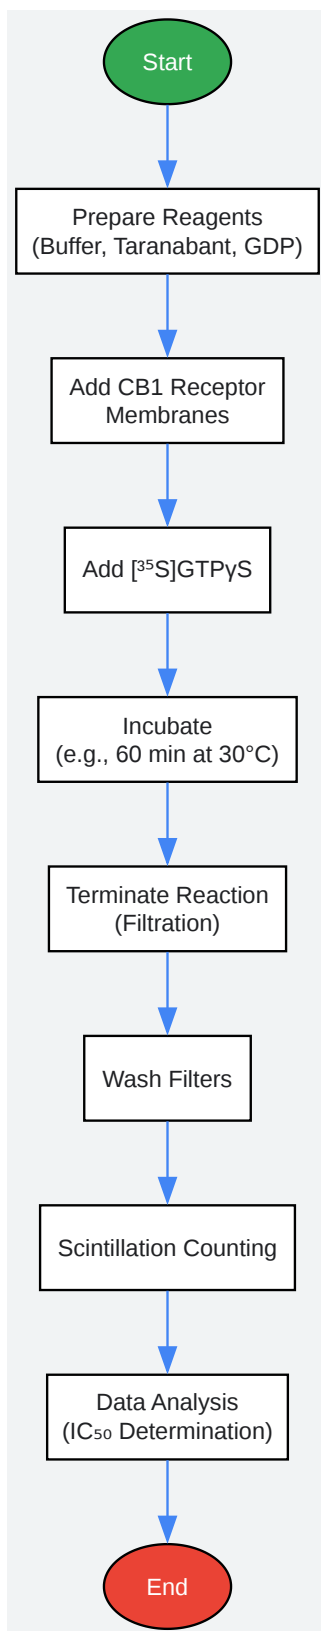 Start
Prepare Reagents
(Buffer, Taranabant, GDP)
Add CB1 Receptor
Membranes
Add [³⁵S]GTPγS
Incubate
(e.g., 60 min at 30°C)
Terminate Reaction
(Filtration)
Wash Filters
Scintillation Counting
Data Analysis
(IC₅₀ Determination)
End